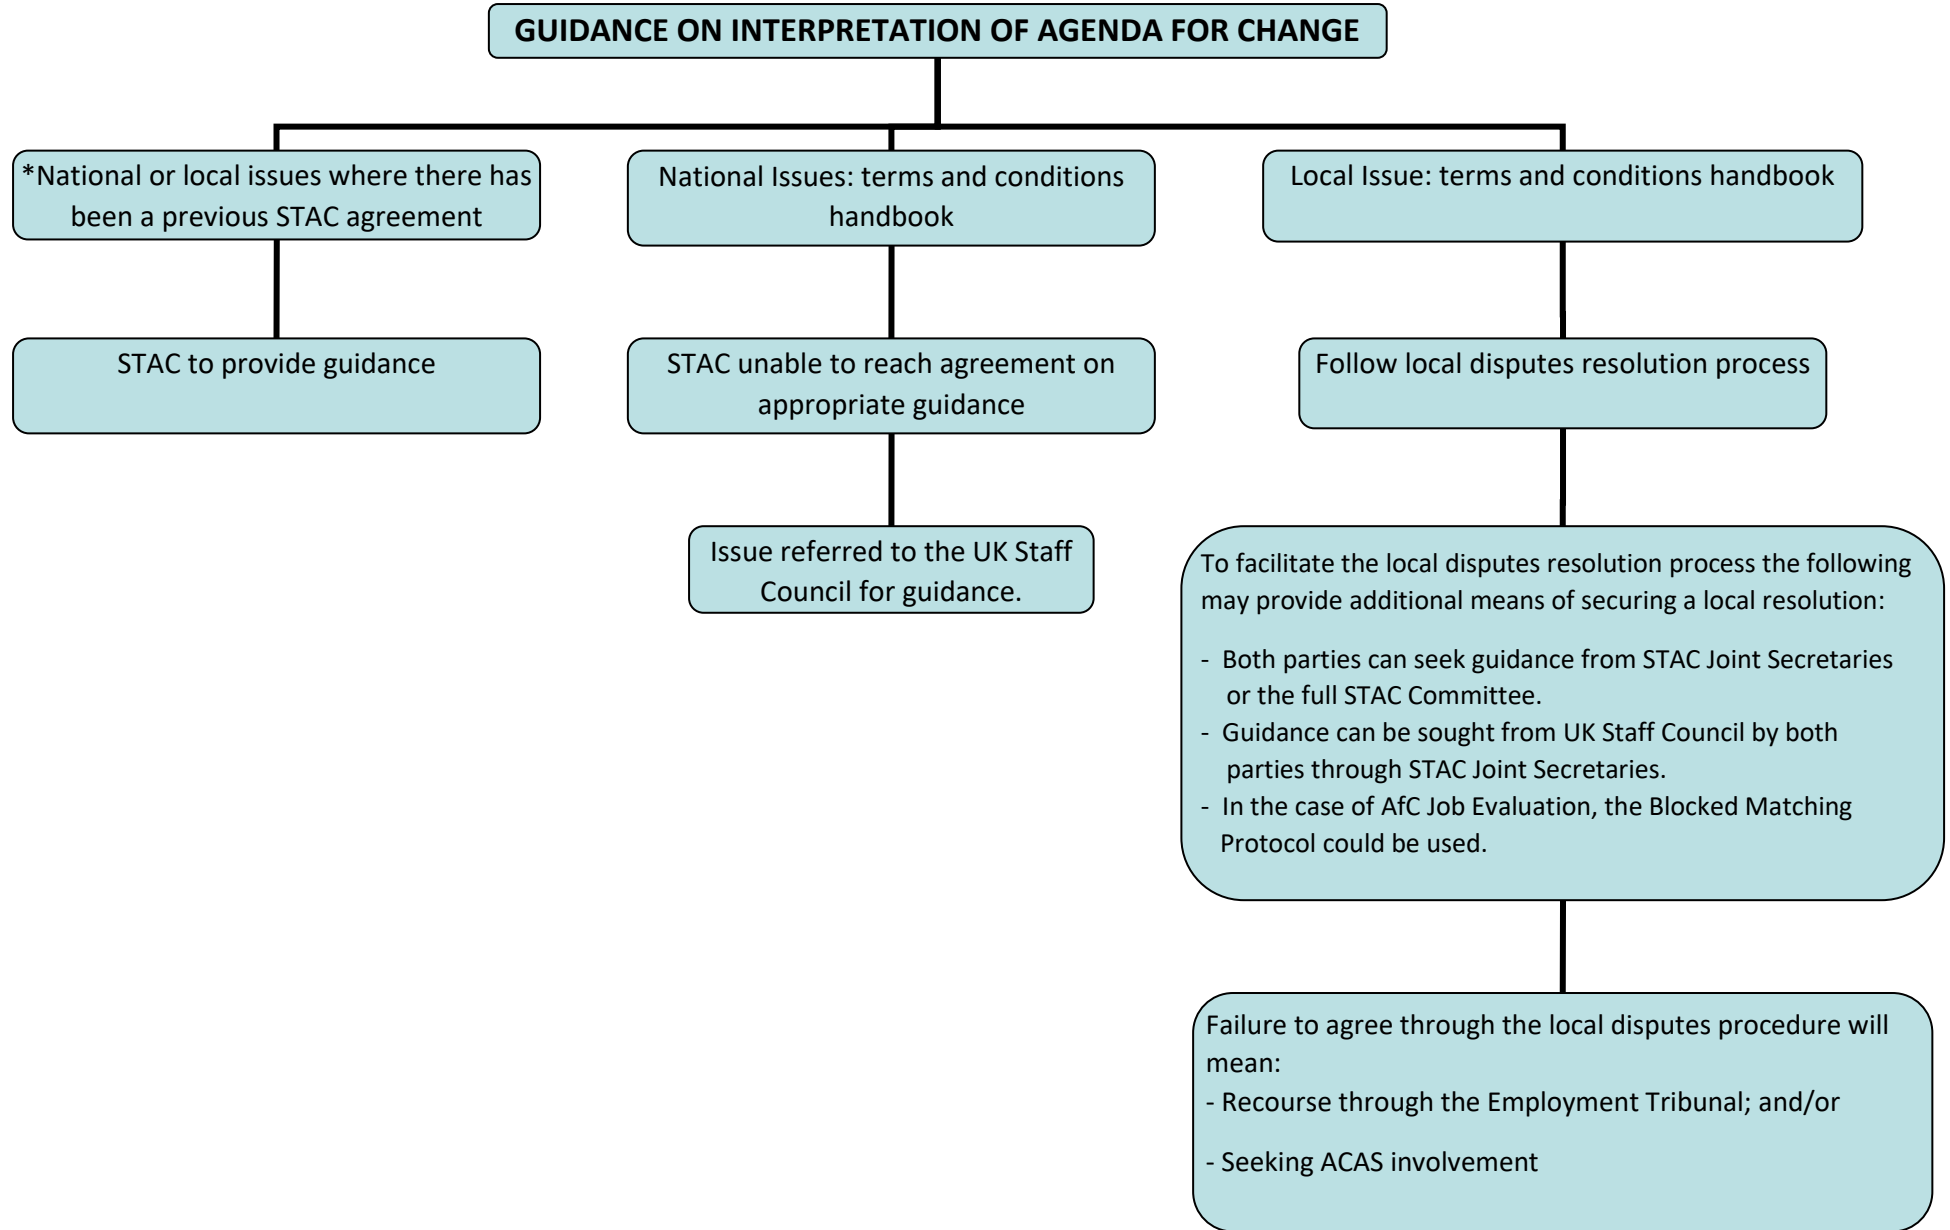 GUIDANCE ON INTERPRETATION OF AGENDA FOR CHANGE
*National or local issues where there has
been a previous STAC agreement
National Issues: terms and conditions
handbook
Local Issue: terms and conditions handbook
STAC to provide guidance
STAC unable to reach agreement on
appropriate guidance
Follow local disputes resolution process
Issue referred to the UK Staff
Council for guidance.
To facilitate the local disputes resolution process the following
may provide additional means of securing a local resolution:
- Both parties can seek guidance from STAC Joint Secretaries
or the full STAC Committee.
- Guidance can be sought from UK Staff Council by both
parties through STAC Joint Secretaries.
- In the case of AfC Job Evaluation, the Blocked Matching
Protocol could be used.
Failure to agree through the local disputes procedure will
mean:
- Recourse through the Employment Tribunal; and/or
- Seeking ACAS involvement